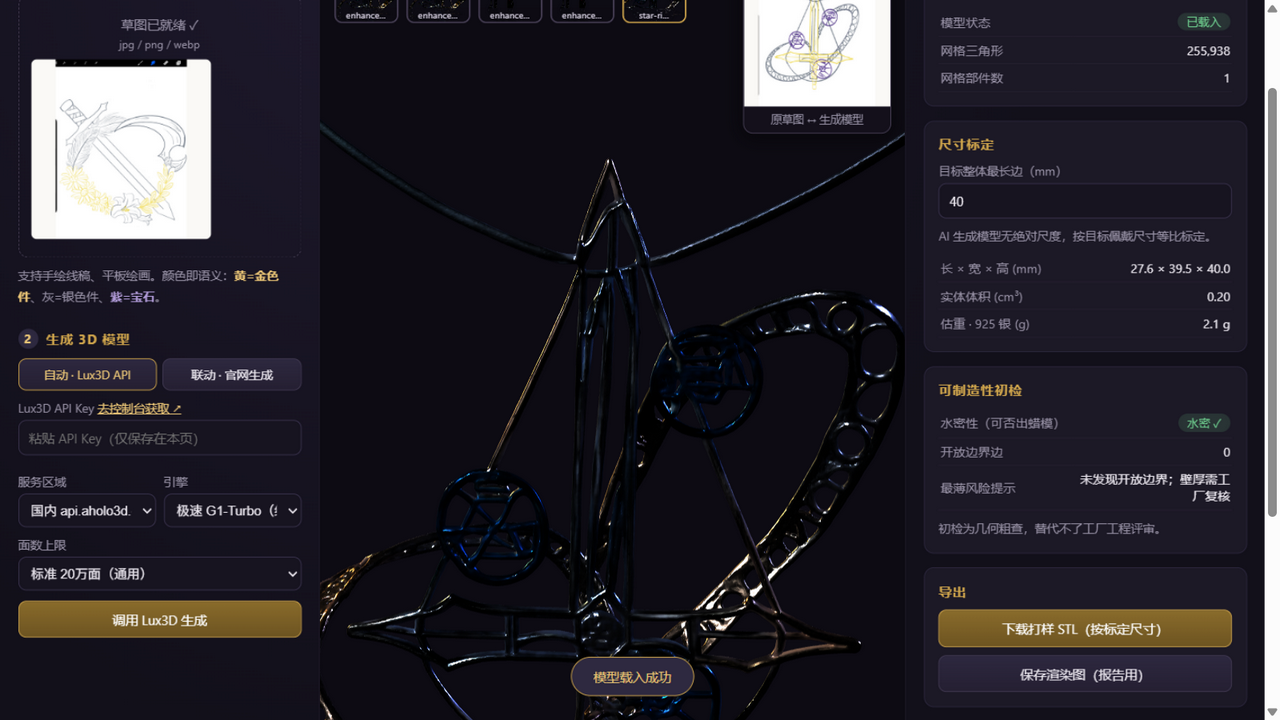 草图已就绪 ✓
jpg / png / webp
支持手绘线稿、平板绘画。颜色即语义：黄=金色
件、灰=银色件、紫=宝石。
2 生成 3D 模型
自动 · Lux3D API
联动 · 官网生成
Lux3D API Key 去控制台获取 ↗
粘贴 API Key（仅保存在本页）
服务区域
引擎
国内 api.aholo3d.
极速 G1-Turbo（
面数上限
标准 20万面（通用）
调用 Lux3D 生成
enhance...
enhance...
enhance...
enhance...
star-ri...
原草图 ↔ 生成模型
模型载入成功
模型状态
已载入
网格三角形
255,938
网格部件数
1
尺寸标定
目标整体最长边（mm）
40
AI 生成模型无绝对尺度，按目标佩戴尺寸等比标定。
长 × 宽 × 高 (mm)
27.6 × 39.5 × 40.0
实体体积 (cm³)
0.20
估重 · 925 银 (g)
2.1 g
可制造性初检
水密性（可否出蜡模）
水密 ✓
开放边界边
0
最薄风险提示
未发现开放边界；壁厚需工
厂复核
初检为几何粗查，替代不了工厂工程评审。
导出
下载打样 STL（按标定尺寸）
保存渲染图（报告用）